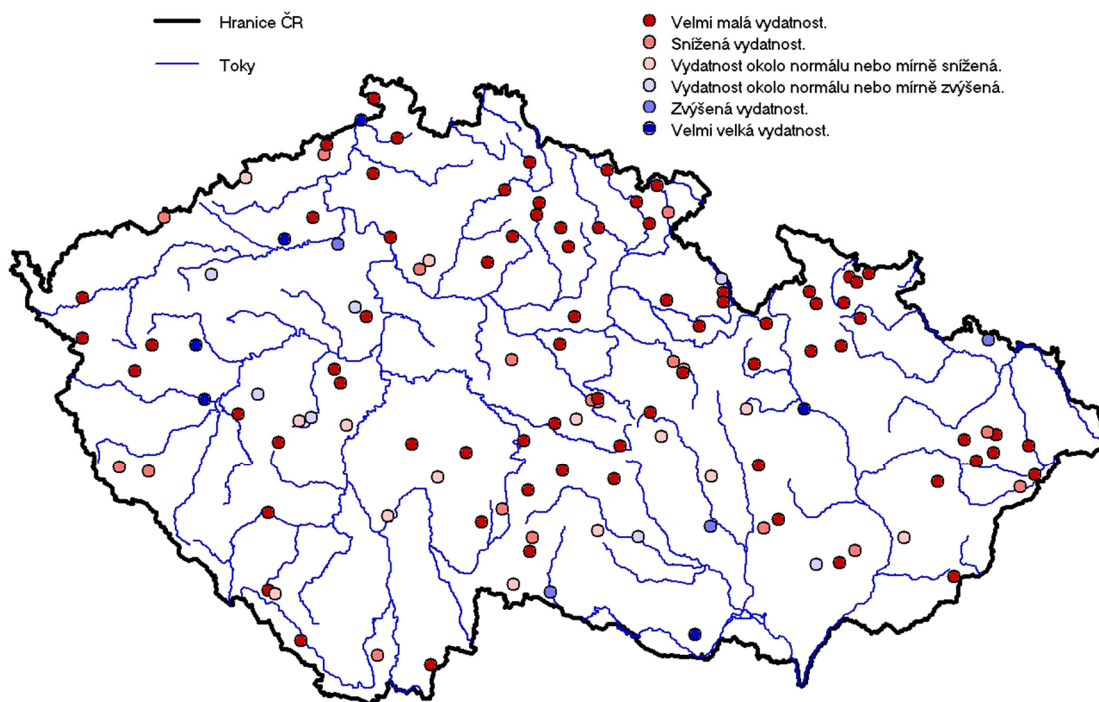 Hranice ČR
Toky
Velmi malá vydatnost.
Snížená vydatnost.
Vydatnost okolo normálu nebo mírně snížená.
Vydatnost okolo normálu nebo mírně zvýšená.
Zvýšená vydatnost.
Velmi velká vydatnost.